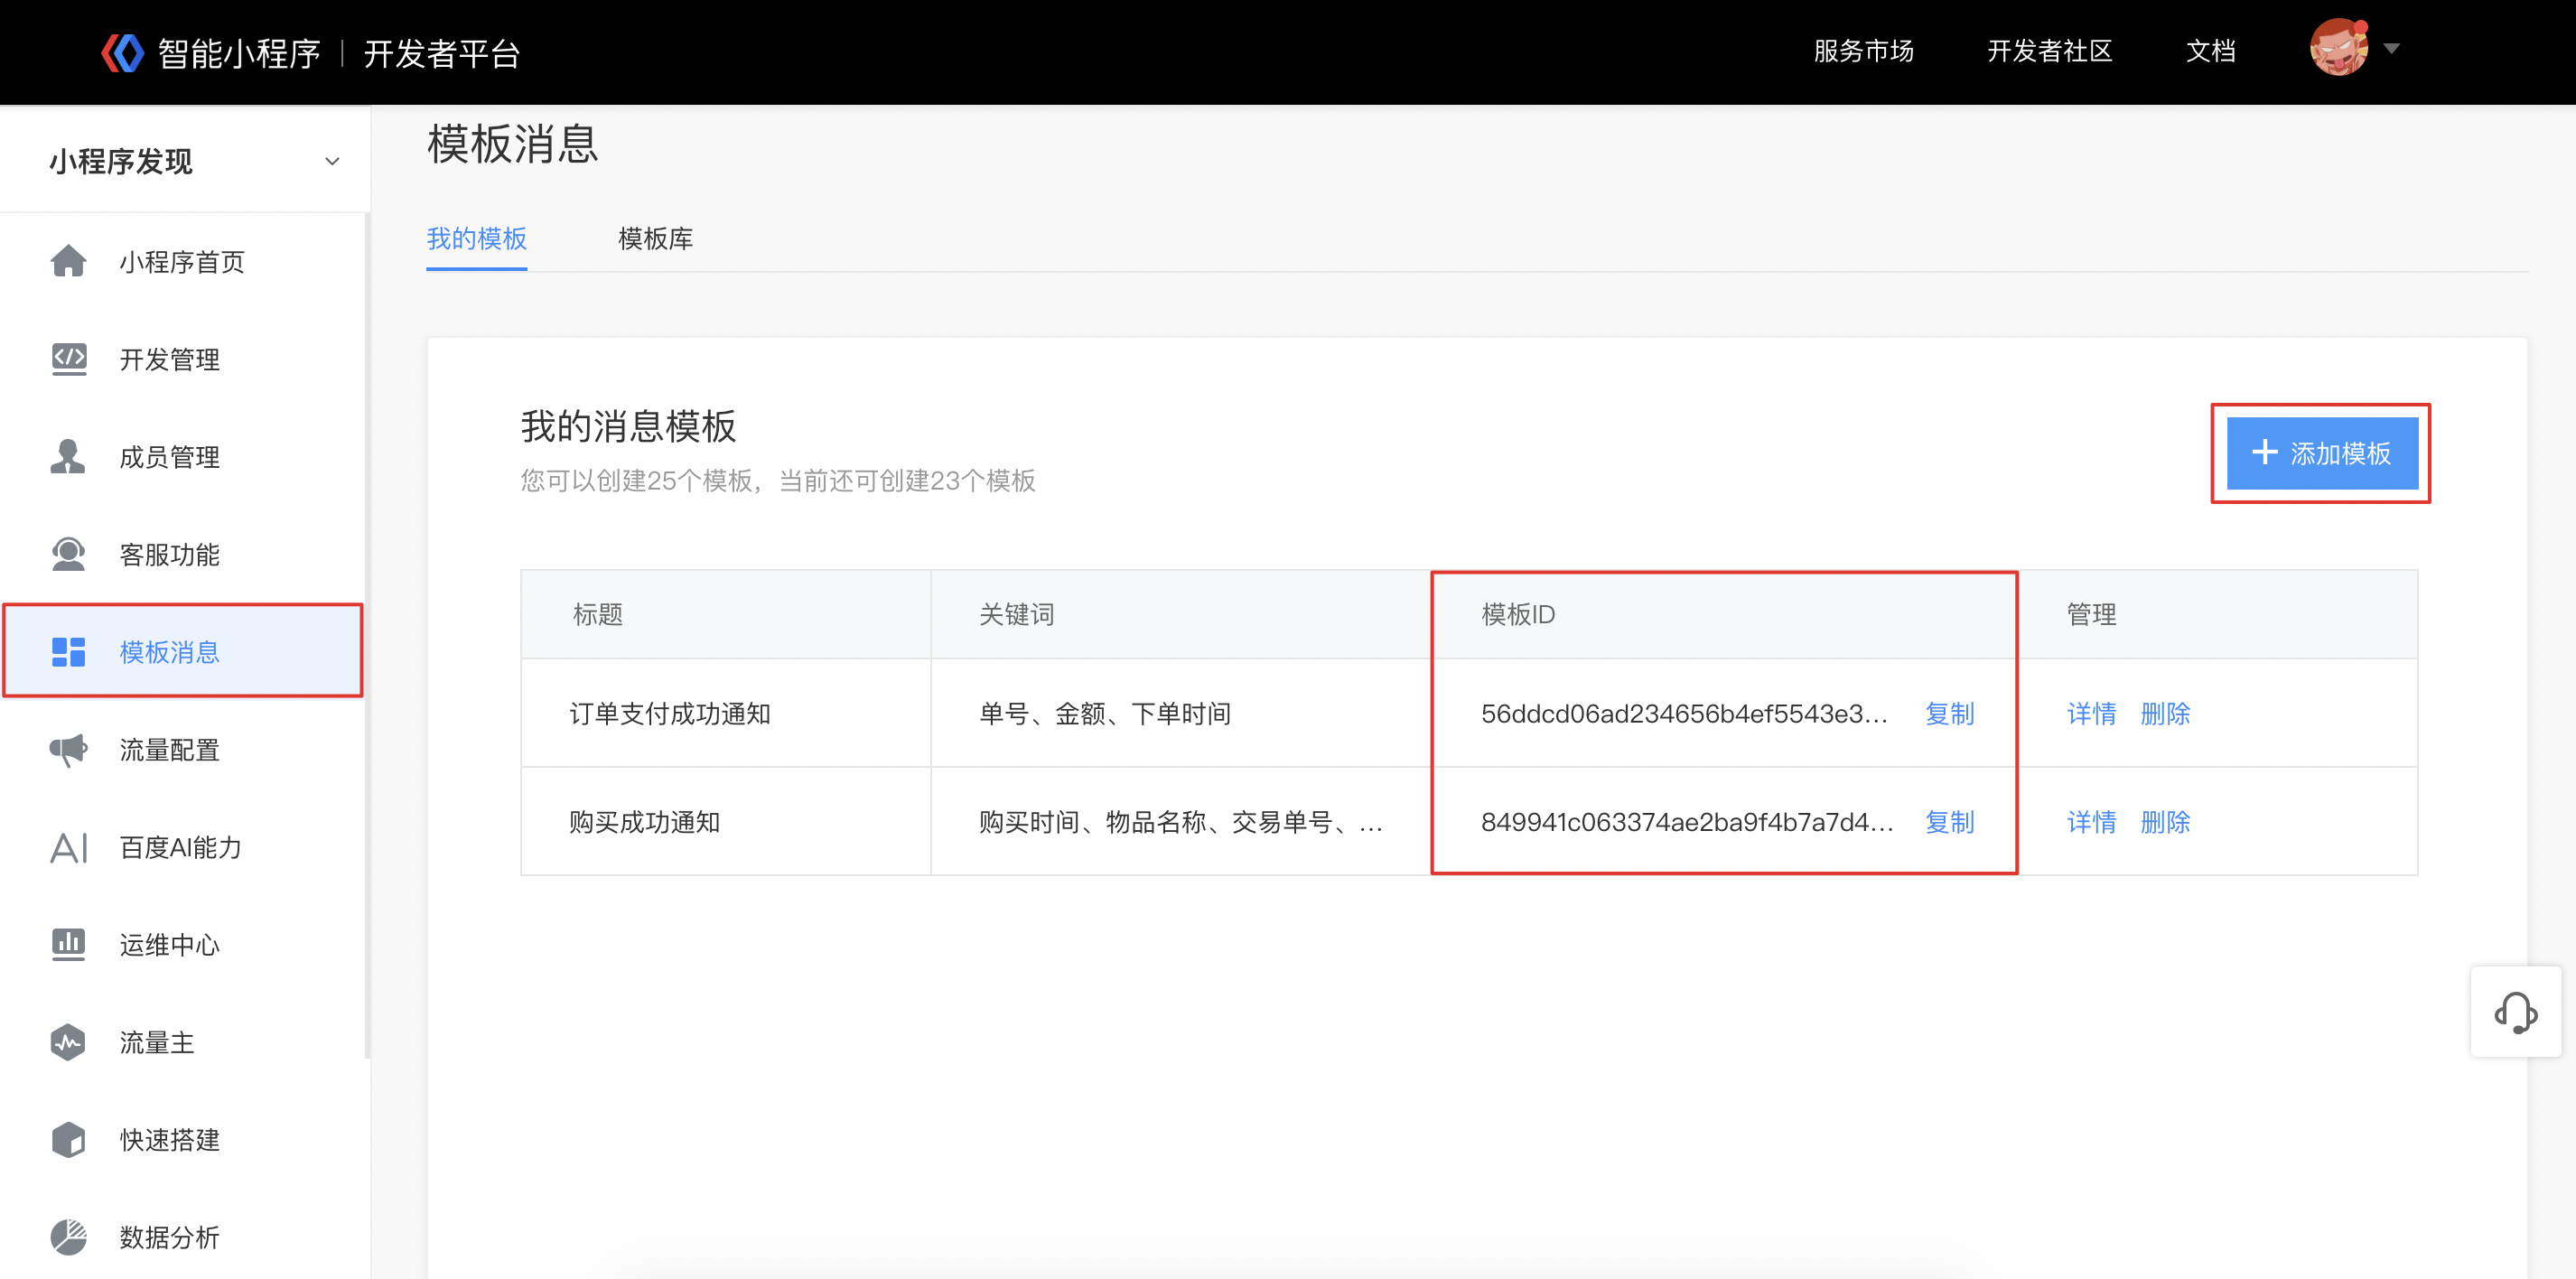 智能小程序 | 开发者平台
服务市场 开发者社区 文档
小程序发现
小程序首页
开发管理
成员管理
客服功能
模板消息
流量配置
AI 百度AI能力
运维中心
流量主
快速搭建
数据分析
模板消息
我的模板 模板库
我的消息模板
您可以创建25个模板，当前还可创建23个模板
+ 添加模板
标题 关键词 模板ID 管理
订单支付成功通知 单号、金额、下单时间 56ddcd06ad234656b4ef5543e3... 复制 详情 删除
购买成功通知 购买时间、物品名称、交易单号、... 849941c063374ae2ba9f4b7a7d4... 复制 详情 删除